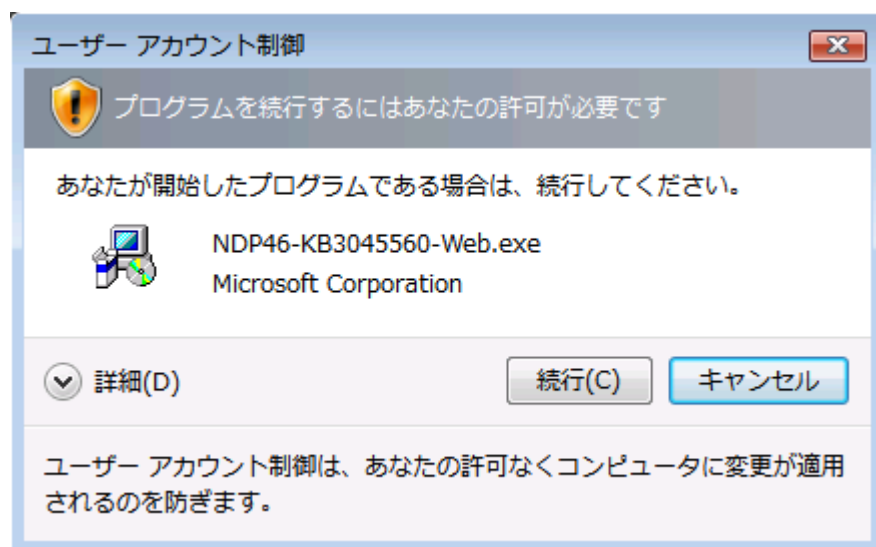 ユーザー アカウント制御
プログラムを続行するにはあなたの許可が必要です
あなたが開始したプログラムである場合は、続行してください。
NDP46-KB3045560-Web.exe
Microsoft Corporation
詳細(D)
続行(C)
キャンセル
ユーザー アカウント制御は、あなたの許可なくコンピュータに変更が適用
されるのを防ぎます。